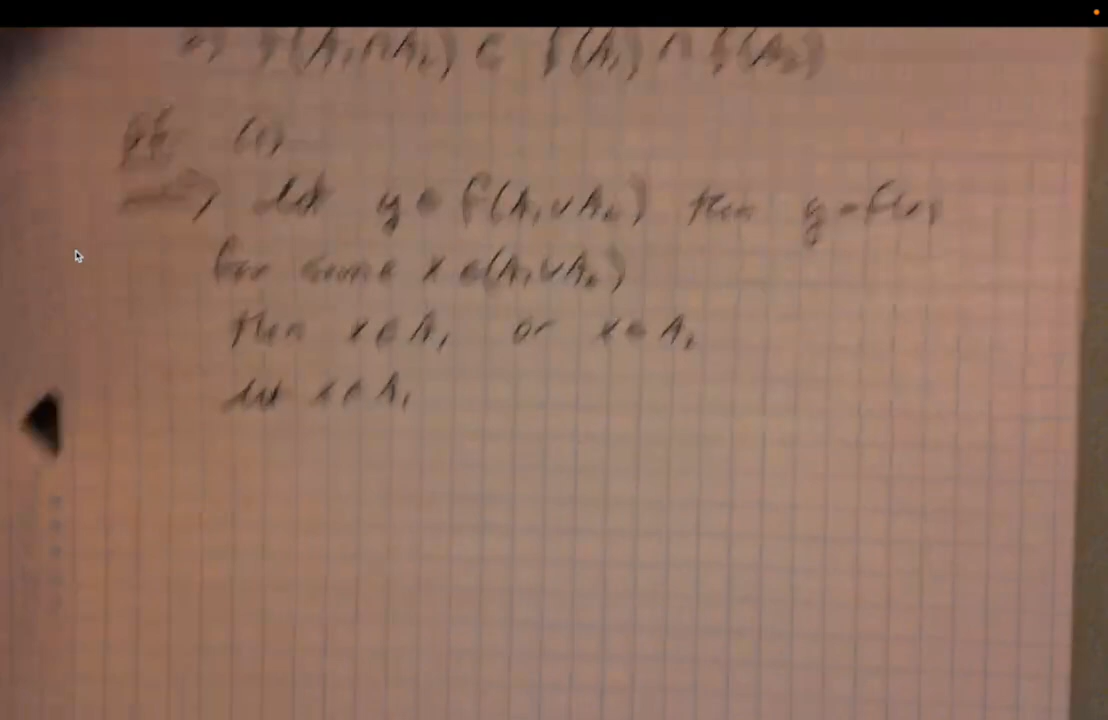 f(A₁∩A₂) ⊂ f(A₁) ∩ f(A₂)
pf (1)
let y ∈ f(A₁∪A₂) then y=f(x)
for some x ∈(A₁∪A₂)
then x ∈ A₁ or x ∈ A₂
let x ∈ A₁